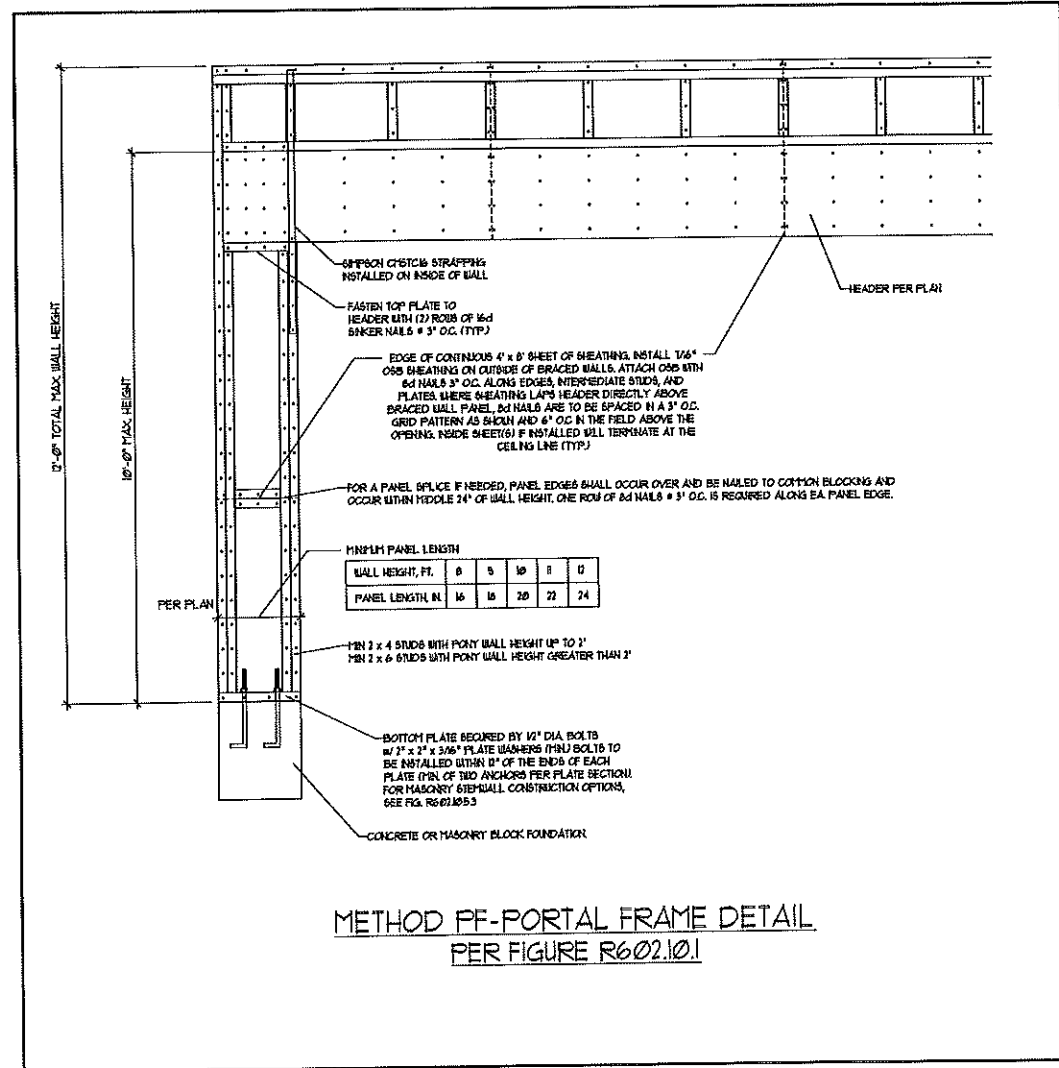 SIMPSON CMSTC16 STRAPPING
INSTALLED ON INSIDE OF WALL
HEADER PER PLAN
FASTEN TOP PLATE TO
HEADER WITH (2) ROWS OF 16d
SINKER NAILS @ 3" O.C. (TYP.)
EDGE OF CONTINUOUS 4' x 8' SHEET OF SHEATHING. INSTALL 7/16"
OSB SHEATHING ON OUTSIDE OF BRACED WALLS. ATTACH OSB WITH
8d NAILS 3" O.C. ALONG EDGES, INTERMEDIATE STUDS, AND
PLATES. WHERE SHEATHING LAPS HEADER DIRECTLY ABOVE
BRACED WALL PANEL, 8d NAILS ARE TO BE SPACED IN A 3" O.C.
GRID PATTERN AS SHOWN AND 6" O.C. IN THE FIELD ABOVE THE
OPENING. INSIDE SHEET(S) IF INSTALLED WILL TERMINATE AT THE
CEILING LINE (TYP.)
12'-0" TOTAL MAX. WALL HEIGHT
10'-0" MAX. HEIGHT
FOR A PANEL SPLICE IF NEEDED, PANEL EDGES SHALL OCCUR OVER AND BE NAILED TO COMMON BLOCKING AND
OCCUR WITHIN MIDDLE 24" OF WALL HEIGHT. ONE ROW OF 8d NAILS @ 3" O.C. IS REQUIRED ALONG EA. PANEL EDGE.
MINIMUM PANEL LENGTH
WALL HEIGHT, FT. 8 9 10 11 12
PANEL LENGTH, IN. 16 18 20 22 24
PER PLAN
MIN 2 x 4 STUDS WITH PONY WALL HEIGHT UP TO 2'
MIN 2 x 6 STUDS WITH PONY WALL HEIGHT GREATER THAN 2'
BOTTOM PLATE SECURED BY 1/2" DIA. BOLTS
W/ 2" x 2" x 3/16" PLATE WASHERS (MIN.) BOLTS TO
BE INSTALLED WITHIN 12" OF THE ENDS OF EACH
PLATE (MIN. OF TWO ANCHORS PER PLATE SECTION).
FOR MASONRY STEMWALL CONSTRUCTION OPTIONS,
SEE FIG. R602.10.5.3
CONCRETE OR MASONRY BLOCK FOUNDATION
METHOD PF-PORTAL FRAME DETAIL
PER FIGURE R602.10.1